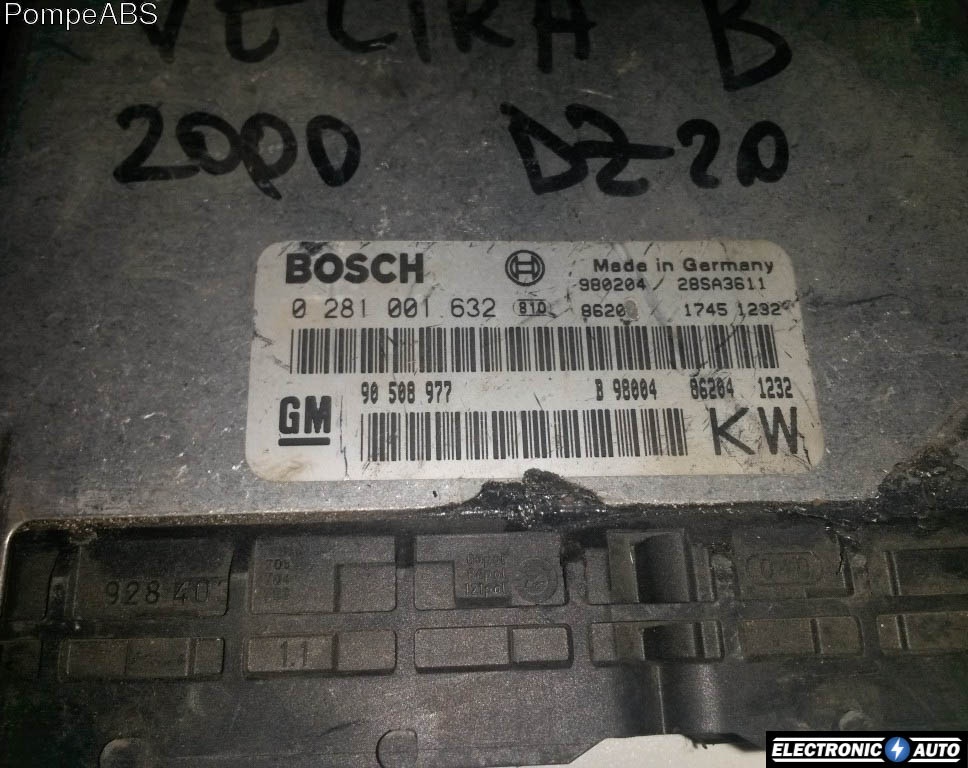 PompeABS
VECTRA B
2000 DZ20
BOSCH Made in Germany
980204 / 28SA3611
0 281 001 632 B10 8620 1745 1232
90 508 977 B 98004 86204 1232
GM KW
928 40
1.1
ELECTRONIC AUTO